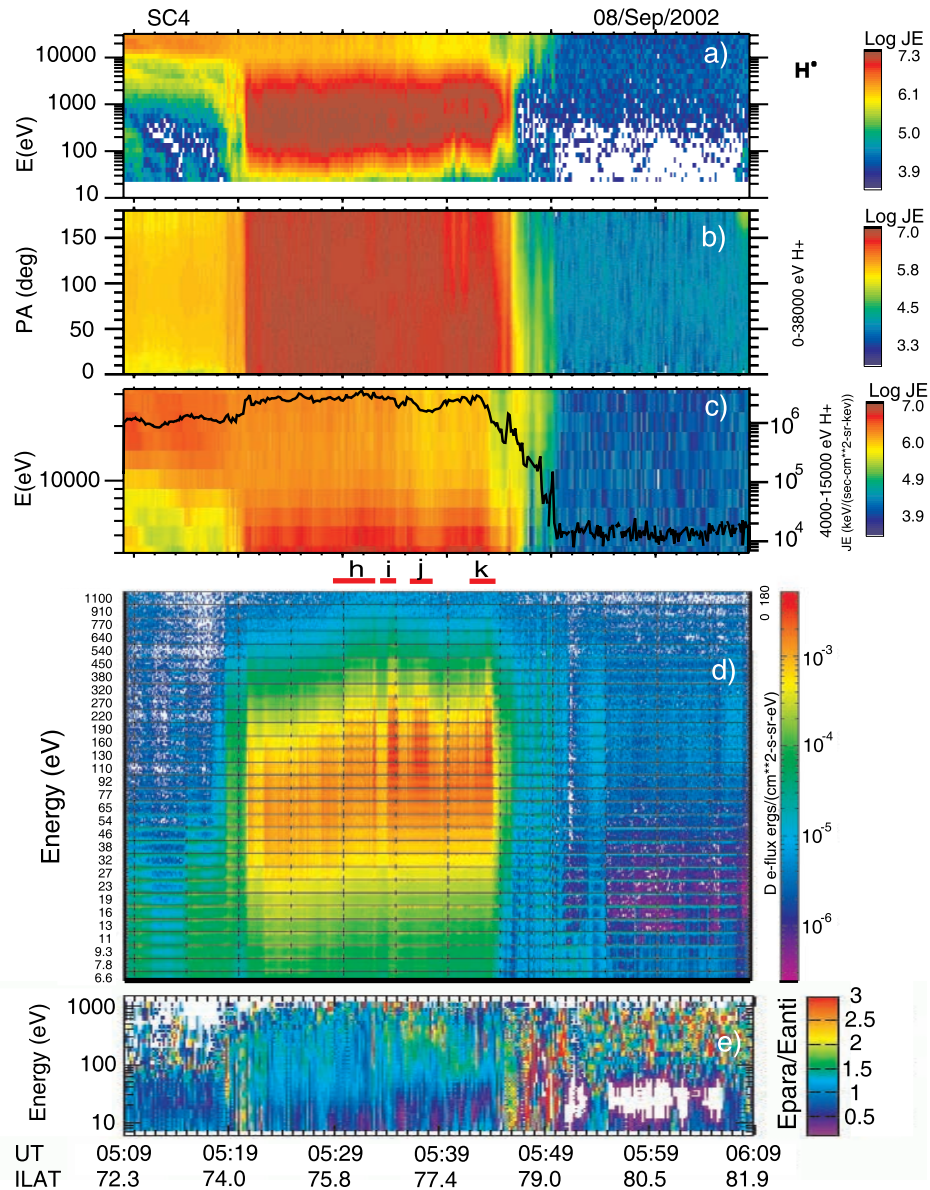 SC4 08/Sep/2002
10000
1000
100
10
E(eV)
a)
H•
Log JE
7.3
6.1
5.0
3.9
150
100
50
0
PA (deg)
b)
0-38000 eV H+
Log JE
7.0
5.8
4.5
3.3
10000
E(eV)
c)
10⁶
10⁵
10⁴
4000-15000 eV H+
JE (keV/(sec-cm**2-sr-keV))
Log JE
7.0
6.0
4.9
3.9
h i j k
1100
910
770
640
540
450
380
320
270
220
190
160
130
110
92
77
65
54
46
38
32
27
23
19
16
13
11
9.3
7.8
6.6
Energy (eV)
d)
0 180
D e-flux ergs/(cm**2-s-sr-eV)
10⁻³
10⁻⁴
10⁻⁵
10⁻⁶
1000
100
10
Energy (eV)
e)
Epara/Eanti
3
2.5
2
1.5
1
0.5
UT 05:09 05:19 05:29 05:39 05:49 05:59 06:09
ILAT 72.3 74.0 75.8 77.4 79.0 80.5 81.9